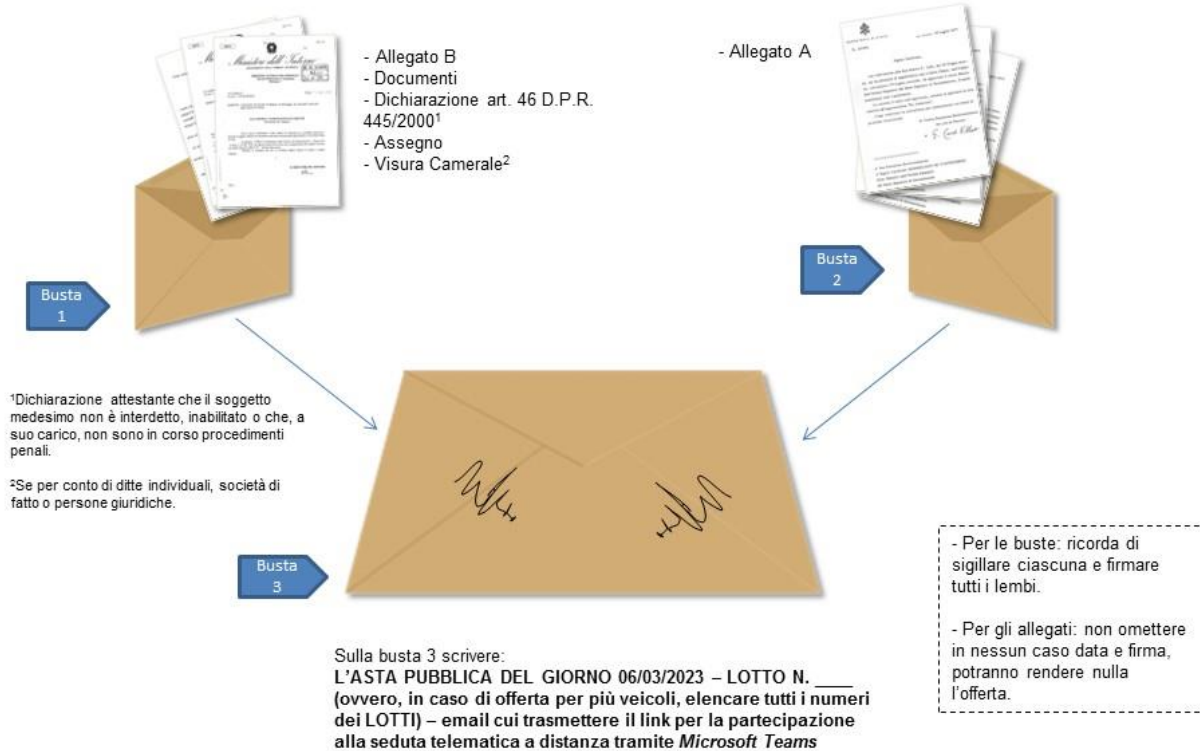 Ministero dell'Interno
- Allegato B
- Documenti
- Dichiarazione art. 46 D.P.R.
445/2000¹
- Assegno
- Visura Camerale²
- Allegato A
Busta
1
Busta
2
¹Dichiarazione attestante che il soggetto
medesimo non è interdetto, inabilitato o che, a
suo carico, non sono in corso procedimenti
penali.
²Se per conto di ditte individuali, società di
fatto o persone giuridiche.
Busta
3
- Per le buste: ricorda di
sigillare ciascuna e firmare
tutti i lembi.
- Per gli allegati: non omettere
in nessun caso data e firma,
potranno rendere nulla
l'offerta.
Sulla busta 3 scrivere:
L'ASTA PUBBLICA DEL GIORNO 06/03/2023 – LOTTO N. ____
(ovvero, in caso di offerta per più veicoli, elencare tutti i numeri
dei LOTTI) – email cui trasmettere il link per la partecipazione
alla seduta telematica a distanza tramite Microsoft Teams